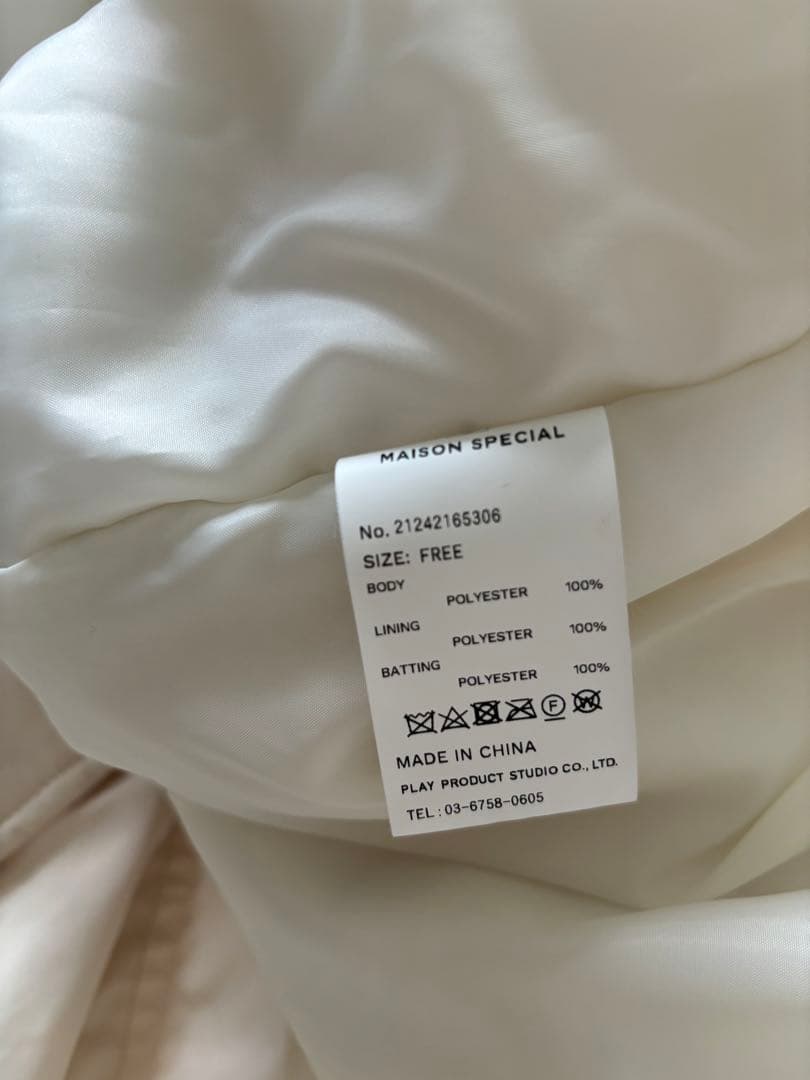 MAISON SPECIAL
No. 21242165306
SIZE: FREE
BODY
POLYESTER 100%
LINING
POLYESTER 100%
BATTING
POLYESTER 100%
F W
MADE IN CHINA
PLAY PRODUCT STUDIO CO., LTD.
TEL : 03-6758-0605